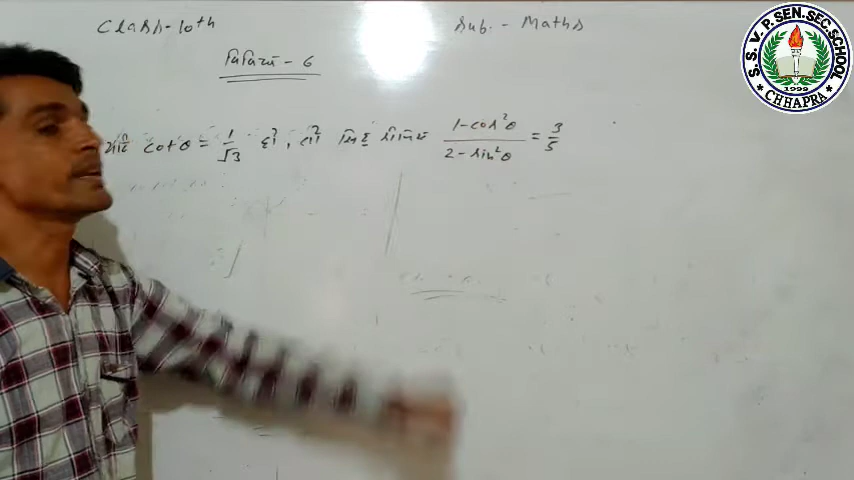 Class-10th
Sub. - Maths
विविधा - 6
यदि cotθ = 1/√3 हो, तो सिद्ध कीजिये (1-cos²θ)/(2-sin²θ) = 3/5
S. S. V. P. SEN. SEC. SCHOOL
1999
CHHAPRA